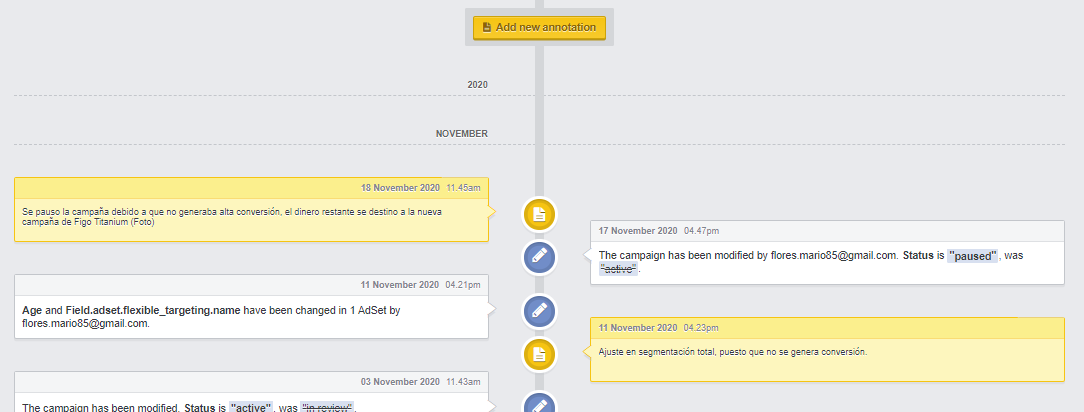 Add new annotation
2020
NOVEMBER
18 November 2020 11.45am
Se pauso la campaña debido a que no generaba alta conversión, el dinero restante se destino a la nueva
campaña de Figo Titanium (Foto)
17 November 2020 04.47pm
The campaign has been modified by flores.mario85@gmail.com. Status is "paused", was
"active".
11 November 2020 04.21pm
Age and Field.adset.flexible_targeting.name have been changed in 1 AdSet by
flores.mario85@gmail.com.
11 November 2020 04.23pm
Ajuste en segmentación total, puesto que no se genera conversión.
03 November 2020 11.43am
The campaign has been modified. Status is "active", was "in review".